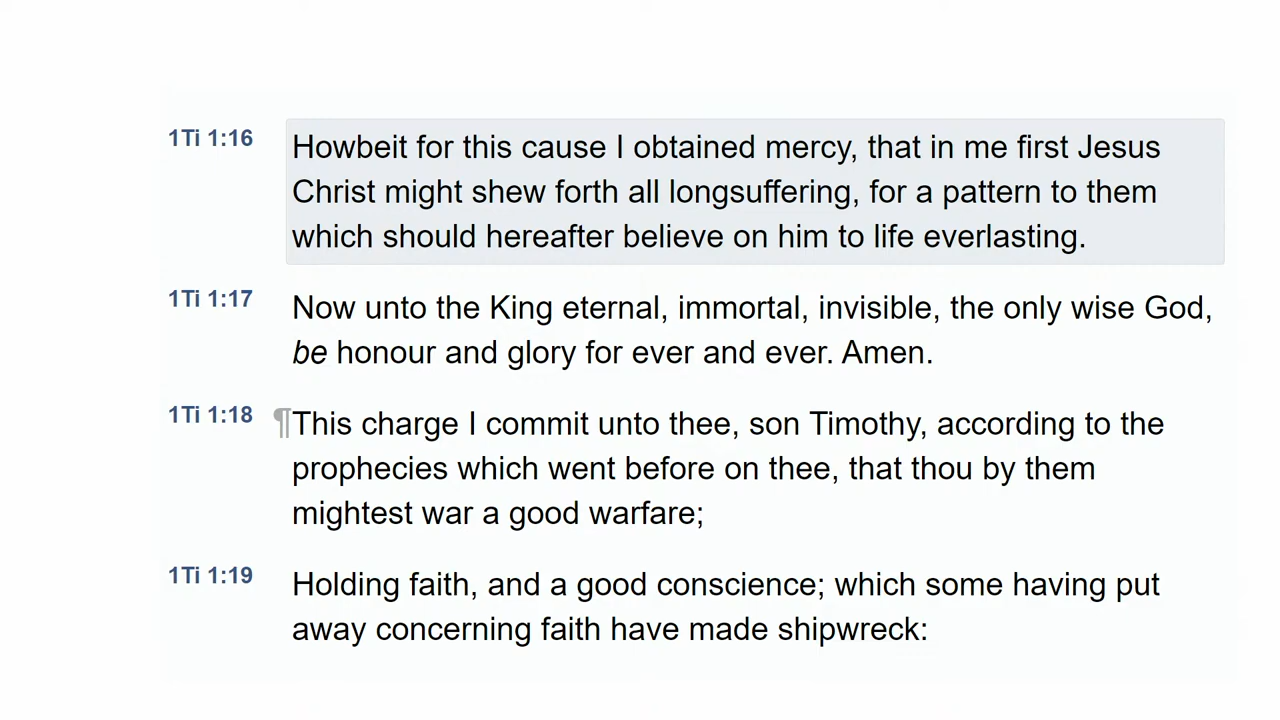 1Ti 1:16 Howbeit for this cause I obtained mercy, that in me first Jesus
Christ might shew forth all longsuffering, for a pattern to them
which should hereafter believe on him to life everlasting.
1Ti 1:17 Now unto the King eternal, immortal, invisible, the only wise God,
be honour and glory for ever and ever. Amen.
1Ti 1:18 ¶This charge I commit unto thee, son Timothy, according to the
prophecies which went before on thee, that thou by them
mightest war a good warfare;
1Ti 1:19 Holding faith, and a good conscience; which some having put
away concerning faith have made shipwreck: